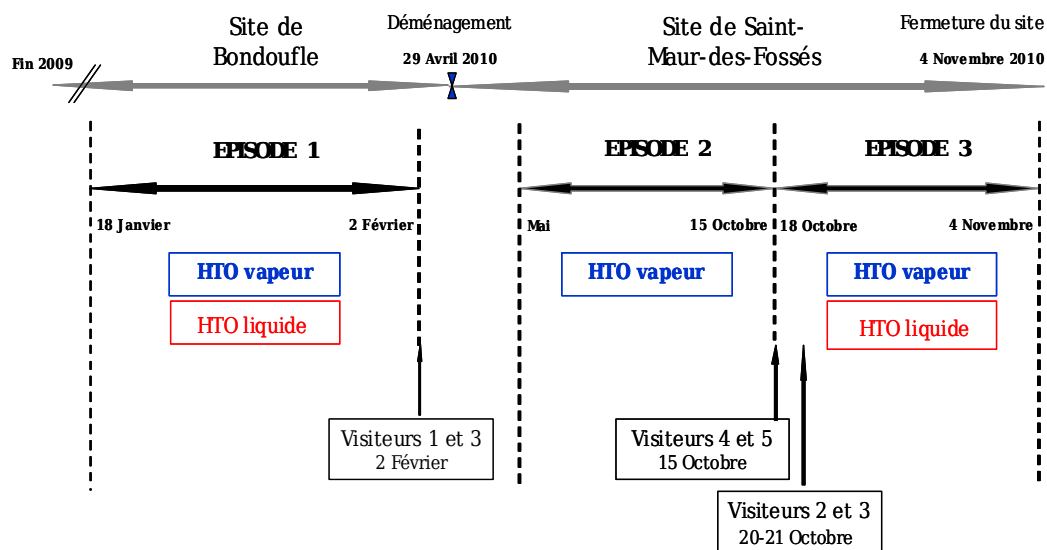 Site de
Bondoufle
Déménagement
Site de Saint-
Maur-des-Fossés
Fermeture du site
Fin 2009
29 Avril 2010
4 Novembre 2010
EPISODE 1
EPISODE 2
EPISODE 3
18 Janvier
2 Février
Mai
15 Octobre
18 Octobre
4 Novembre
HTO vapeur
HTO vapeur
HTO vapeur
HTO liquide
HTO liquide
Visiteurs 1 et 3
2 Février
Visiteurs 4 et 5
15 Octobre
Visiteurs 2 et 3
20-21 Octobre